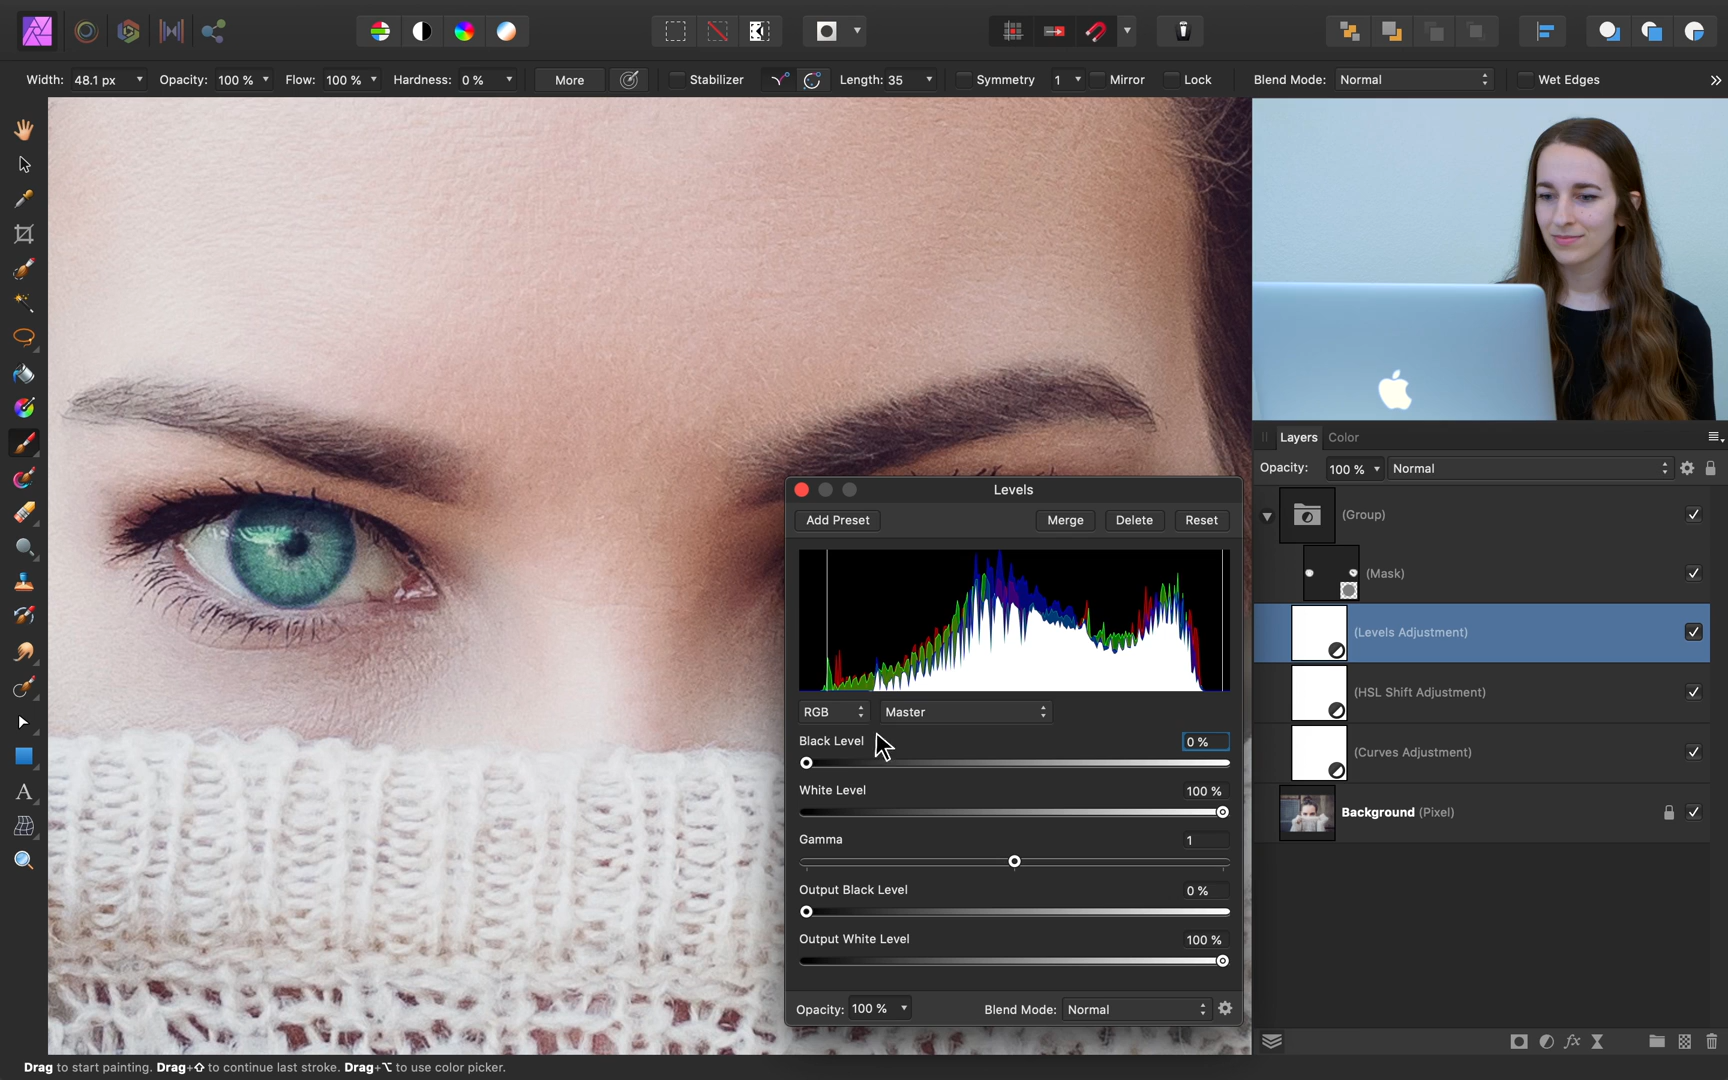 Width: 48.1 px Opacity: 100 % Flow: 100 % Hardness: 0 % More Stabilizer Length: 35 Symmetry 1 Mirror Lock Blend Mode: Normal Wet Edges
Layers Color
Opacity: 100 % Normal
(Group)
(Mask)
(Levels Adjustment)
(HSL Shift Adjustment)
(Curves Adjustment)
Background (Pixel)
Levels
Add Preset Merge Delete Reset
RGB Master
Black Level 0 %
White Level 100 %
Gamma 1
Output Black Level 0 %
Output White Level 100 %
Opacity: 100 % Blend Mode: Normal
Drag to start painting. Drag+⇧ to continue last stroke. Drag+⌥ to use color picker.